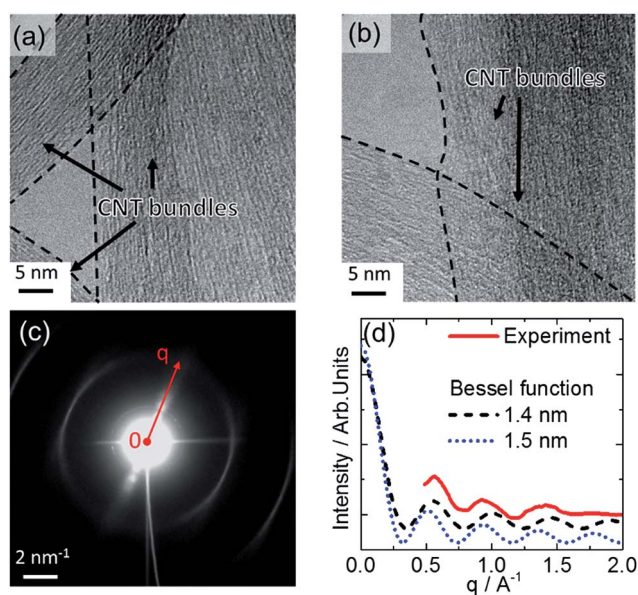 (a)
CNT bundles
5 nm
(b)
CNT bundles
5 nm
(c)
q
0
2 nm⁻¹
(d)
Experiment
Bessel function
1.4 nm
1.5 nm
Intensity / Arb.Units
0.0 0.5 1.0 1.5 2.0
q / A⁻¹